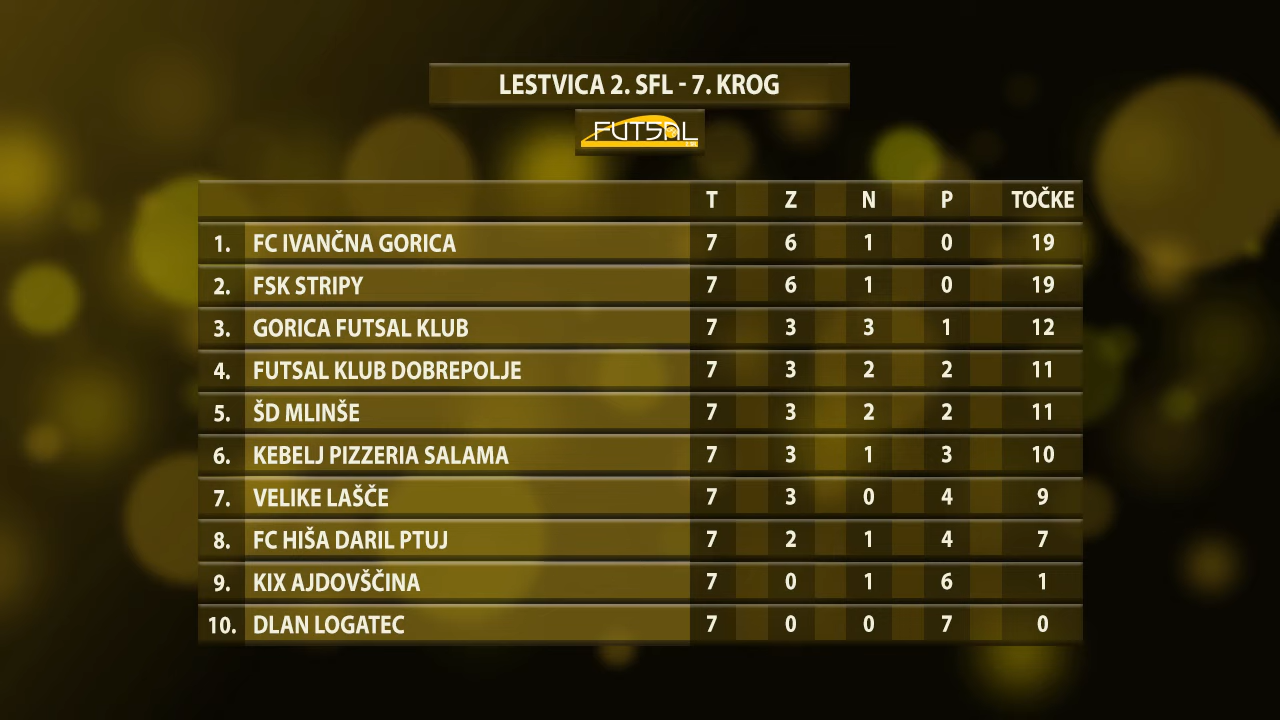 LESTVICA 2. SFL - 7. KROG
FUTSAL
T Z N P TOČKE
1. FC IVANČNA GORICA 7 6 1 0 19
2. FSK STRIPY 7 6 1 0 19
3. GORICA FUTSAL KLUB 7 3 3 1 12
4. FUTSAL KLUB DOBREPOLJE 7 3 2 2 11
5. ŠD MLINŠE 7 3 2 2 11
6. KEBELJ PIZZERIA SALAMA 7 3 1 3 10
7. VELIKE LAŠČE 7 3 0 4 9
8. FC HIŠA DARIL PTUJ 7 2 1 4 7
9. KIX AJDOVŠČINA 7 0 1 6 1
10. DLAN LOGATEC 7 0 0 7 0